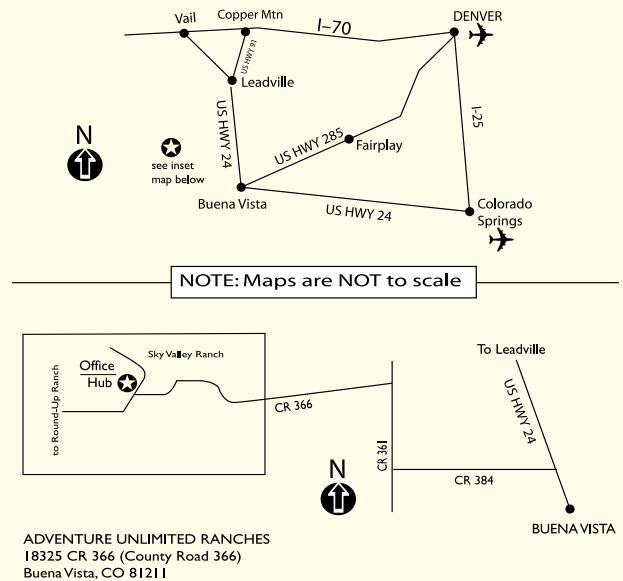 Vail
Copper Mtn
I-70
DENVER
US HWY 91
Leadville
US HWY 24
I-25
N
see inset
map below
US HWY 285
Fairplay
Buena Vista
US HWY 24
Colorado
Springs
NOTE: Maps are NOT to scale
Sky Valley Ranch
Office
Hub
to Round-Up Ranch
CR 366
To Leadville
US HWY 24
CR 361
N
CR 384
BUENA VISTA
ADVENTURE UNLIMITED RANCHES
18325 CR 366 (County Road 366)
Buena Vista, CO 81211